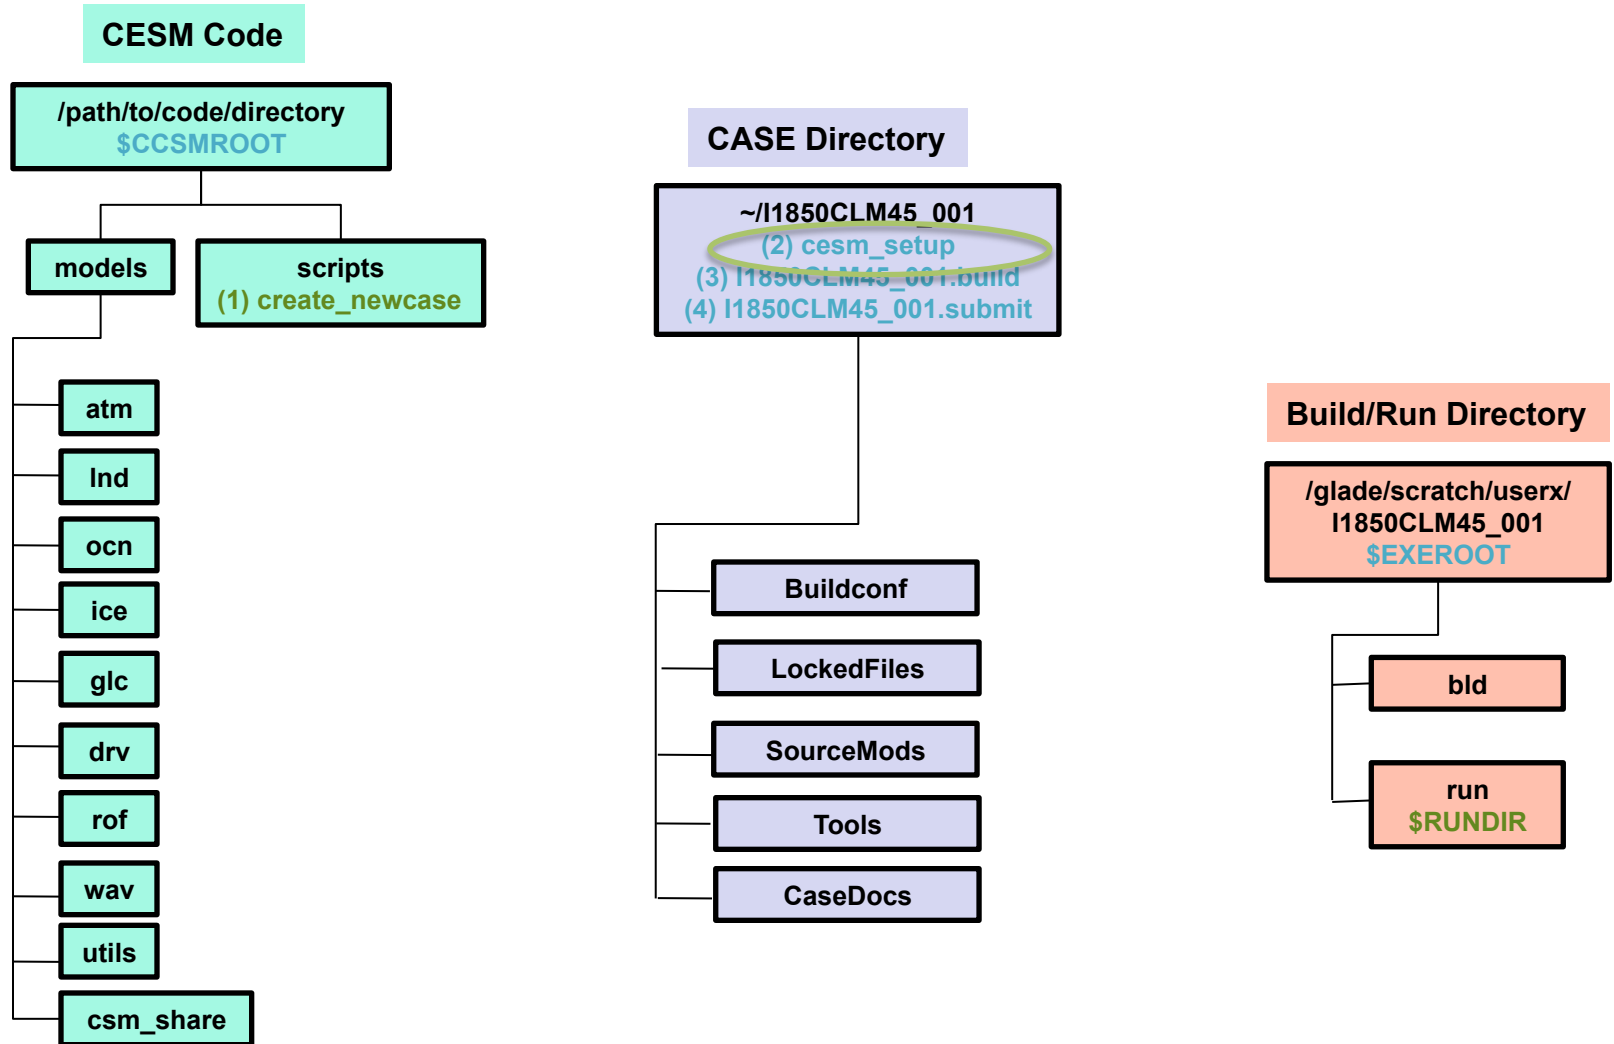 CESM Code
/path/to/code/directory
$CCSMROOT
models
scripts
(1) create_newcase
atm
lnd
ocn
ice
glc
drv
rof
wav
utils
csm_share
CASE Directory
~/I1850CLM45_001
(2) cesm_setup
(3) I1850CLM45_001.build
(4) I1850CLM45_001.submit
Buildconf
LockedFiles
SourceMods
Tools
CaseDocs
Build/Run Directory
/glade/scratch/userx/
I1850CLM45_001
$EXEROOT
bld
run
$RUNDIR